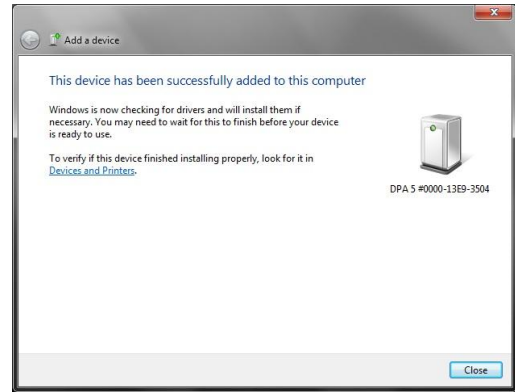 Add a device
This device has been successfully added to this computer
Windows is now checking for drivers and will install them if
necessary. You may need to wait for this to finish before your device
is ready to use.
To verify if this device finished installing properly, look for it in
Devices and Printers.
DPA 5 #0000-13E9-3504
Close